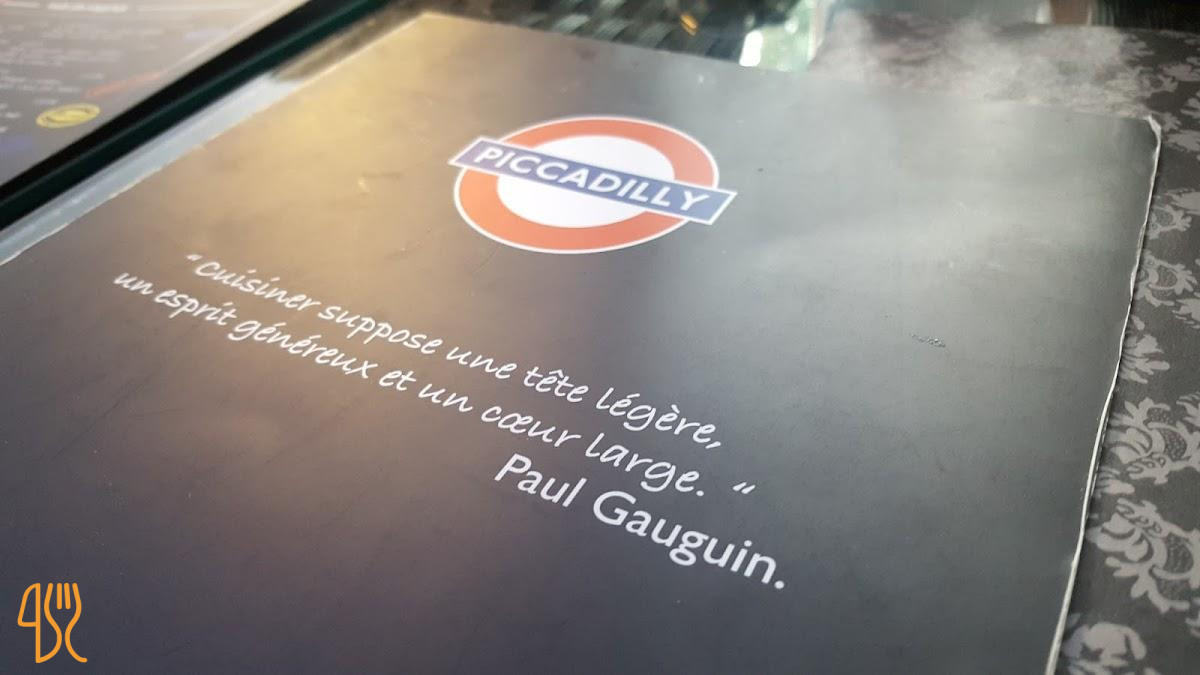 PICCADILLY
“Cuisiner suppose une tête légère,
un esprit généreux et un cœur large. “
Paul Gauguin.